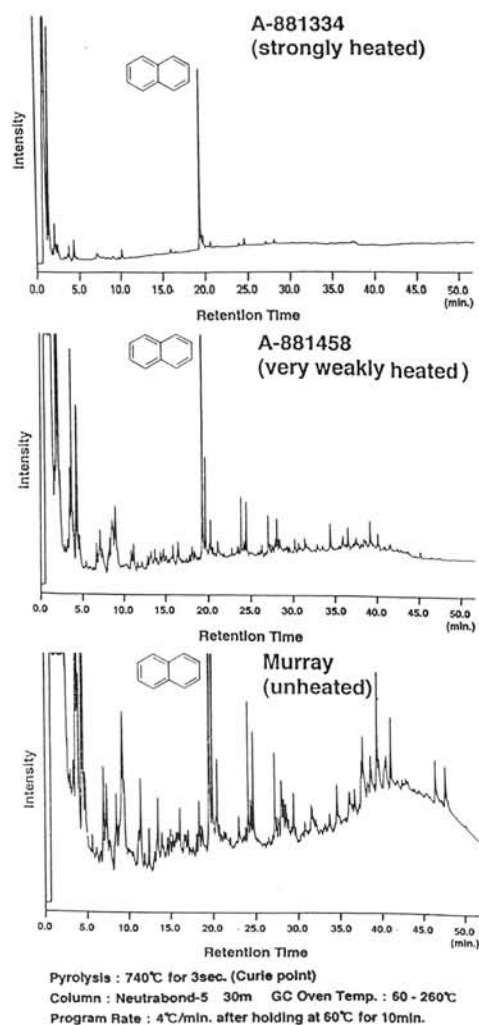 A-881334
(strongly heated)
Intensity
0.0 5.0 10.0 15.0 20.0 25.0 30.0 35.0 40.0 45.0 50.0
(min.)
Retention Time
A-881458
(very weakly heated)
Intensity
0.0 5.0 10.0 15.0 20.0 25.0 30.0 35.0 40.0 45.0 50.0
(min.)
Retention Time
Murray
(unheated)
Intensity
0.0 5.0 10.0 15.0 20.0 25.0 30.0 35.0 40.0 45.0 50.0
(min.)
Retention Time
Pyrolysis : 740℃ for 3sec. (Curie point)
Column : Neutrabond-5 30m GC Oven Temp. : 60 - 260℃
Program Rate : 4℃/min. after holding at 60℃ for 10min.